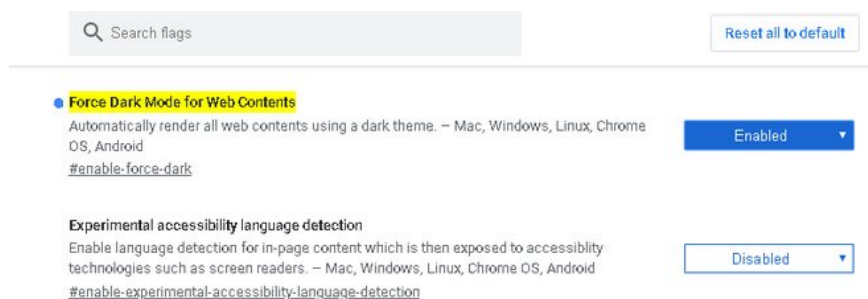 Search flags
Reset all to default
Force Dark Mode for Web Contents
Automatically render all web contents using a dark theme. – Mac, Windows, Linux, Chrome
OS, Android
#enable-force-dark
Enabled
Experimental accessibility language detection
Enable language detection for in-page content which is then exposed to accessiblity
technologies such as screen readers. – Mac, Windows, Linux, Chrome OS, Android
#enable-experimental-accessibility-language-detection
Disabled